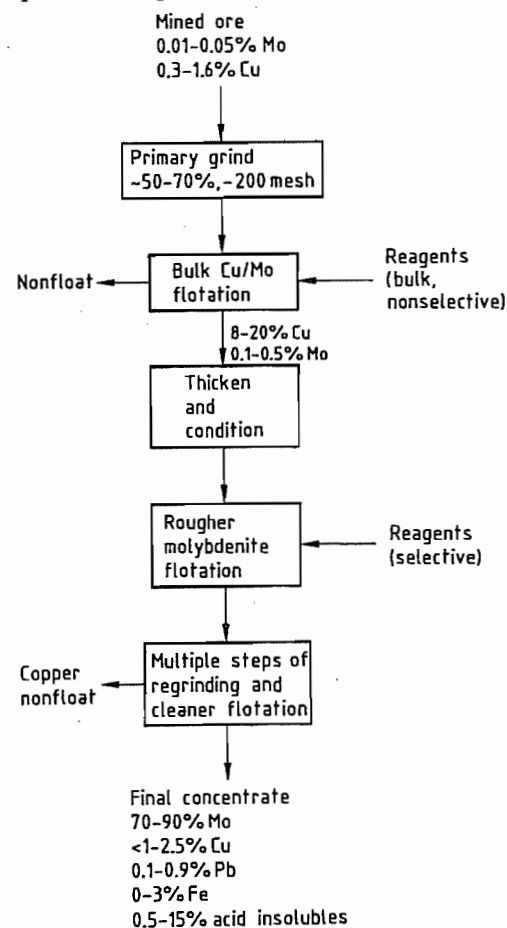 Mined ore
0.01-0.05% Mo
0.3-1.6% Cu
Primary grind
~50-70%,-200 mesh
Nonfloat
Bulk Cu/Mo
flotation
Reagents
(bulk,
nonselective)
8-20% Cu
0.1-0.5% Mo
Thicken
and
condition
Rougher
molybdenite
flotation
Reagents
(selective)
Copper
nonfloat
Multiple steps of
regrinding and
cleaner flotation
Final concentrate
70-90% Mo
<1-2.5% Cu
0.1-0.9% Pb
0-3% Fe
0.5-15% acid insolubles